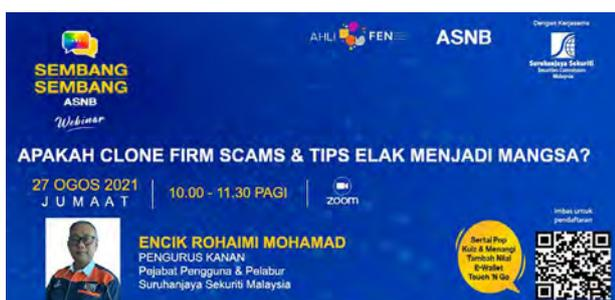 SEMBANG
SEMBANG
ASNB
Webinar
AHLI FEN
ASNB
Dengan Kerjasama
Suruhanjaya Sekuriti
Securities Commission
Malaysia
APAKAH CLONE FIRM SCAMS & TIPS ELAK MENJADI MANGSA?
27 OGOS 2021
JUMAAT
10.00 - 11.30 PAGI
zoom
ENCIK ROHAIMI MOHAMAD
PENGURUS KANAN
Pejabat Pengguna & Pelabur
Suruhanjaya Sekuriti Malaysia
Sertai Pop
Kuiz & Menangi
Tambah Nilai
E-Wallet
Touch 'N Go
Imbas untuk
pendaftaran